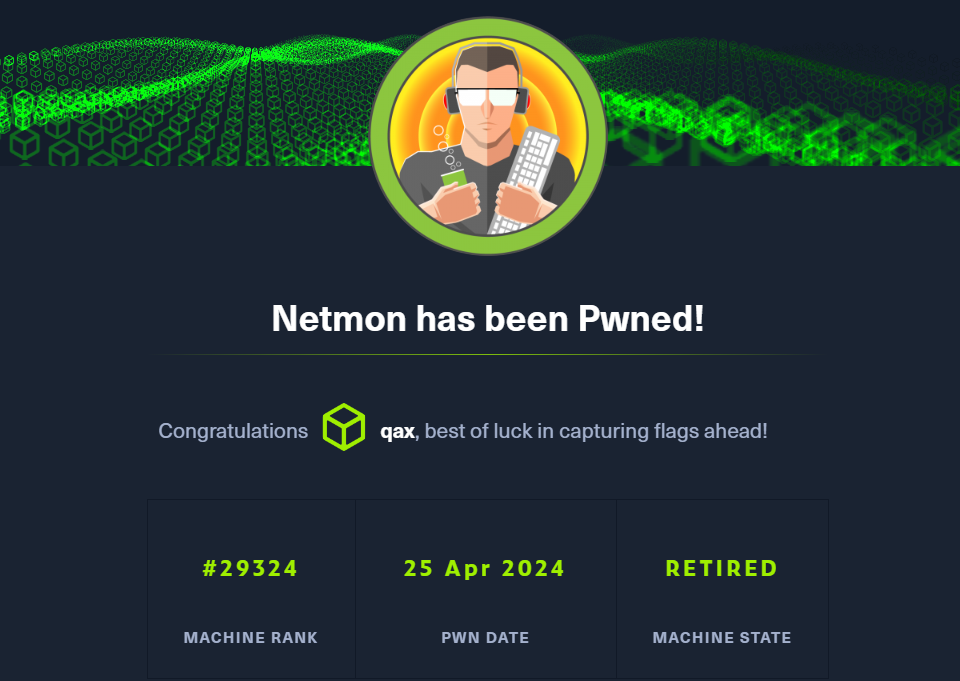 Netmon has been Pwned!
Congratulations qax, best of luck in capturing flags ahead!
#29324 25 Apr 2024 RETIRED
MACHINE RANK PWN DATE MACHINE STATE